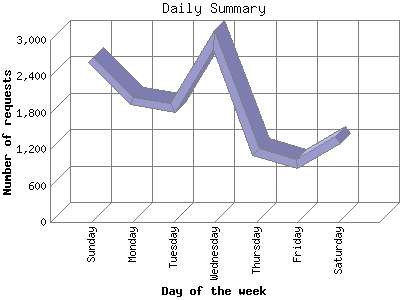 Daily Summary
3,000
2,400
1,800
1,200
600
0
Number of requests
Sunday
Monday
Tuesday
Wednesday
Thursday
Friday
Saturday
Day of the week